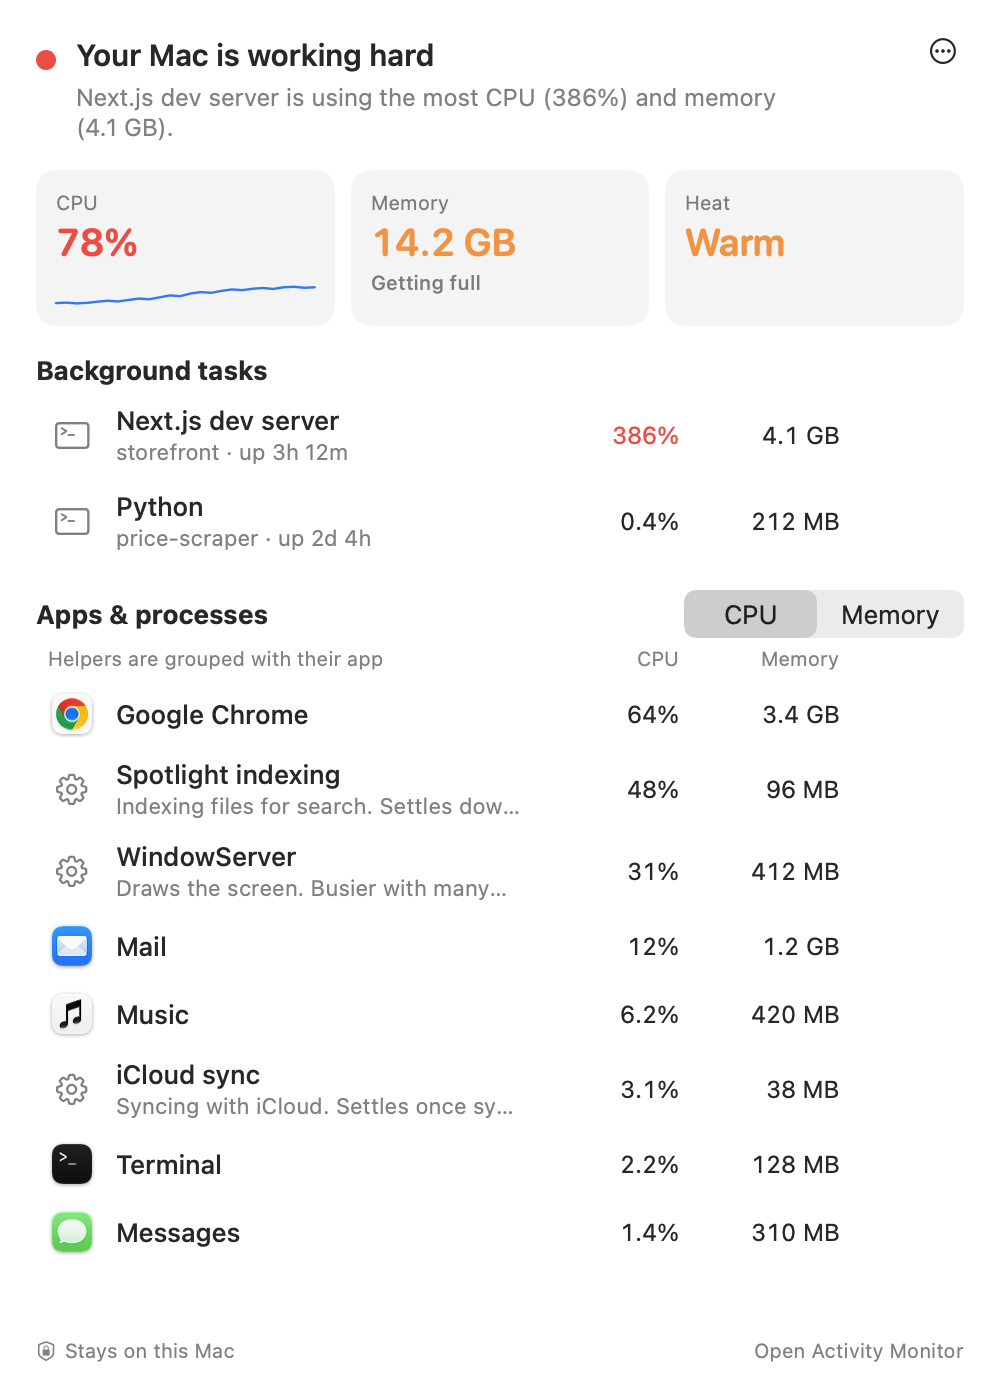 Your Mac is working hard
Next.js dev server is using the most CPU (386%) and memory
(4.1 GB).
CPU
78%
Memory
14.2 GB
Getting full
Heat
Warm
Background tasks
Next.js dev server
storefront · up 3h 12m
386%
4.1 GB
Python
price-scraper · up 2d 4h
0.4%
212 MB
Apps & processes
CPU
Memory
Helpers are grouped with their app
CPU
Memory
Google Chrome
64%
3.4 GB
Spotlight indexing
Indexing files for search. Settles dow...
48%
96 MB
WindowServer
Draws the screen. Busier with many...
31%
412 MB
Mail
12%
1.2 GB
Music
6.2%
420 MB
iCloud sync
Syncing with iCloud. Settles once sy...
3.1%
38 MB
Terminal
2.2%
128 MB
Messages
1.4%
310 MB
Stays on this Mac
Open Activity Monitor